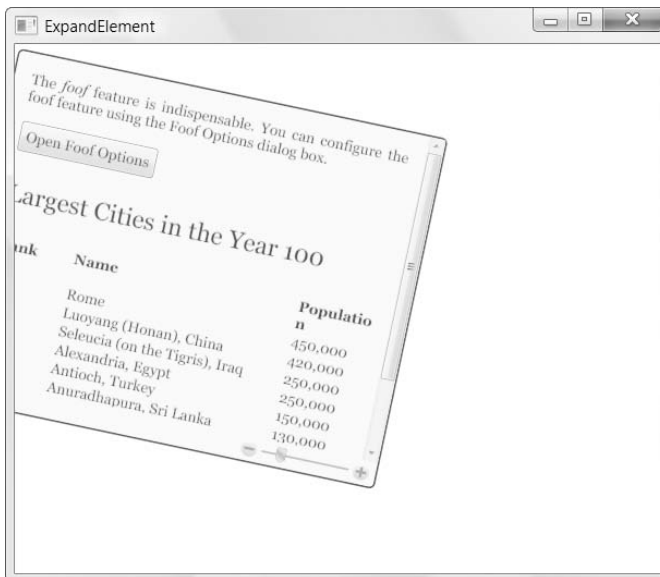 ExpandElement
The foof feature is indispensable. You can configure the
foof feature using the Foof Options dialog box.
Open Foof Options
Largest Cities in the Year 100
Name
Populatio
n
Rome 450,000
Luoyang (Honan), China 420,000
Seleucia (on the Tigris), Iraq 250,000
Alexandria, Egypt 250,000
Antioch, Turkey 150,000
Anuradhapura, Sri Lanka 130,000